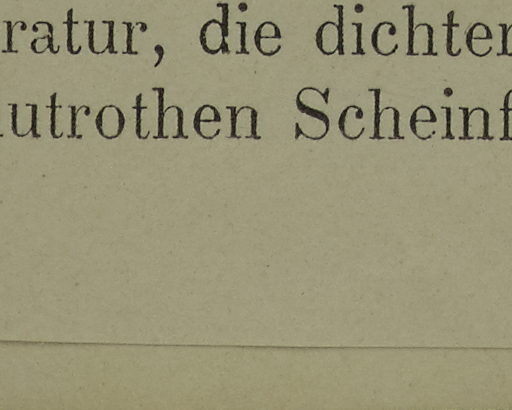 ratur, die dichter
utrothen Schein